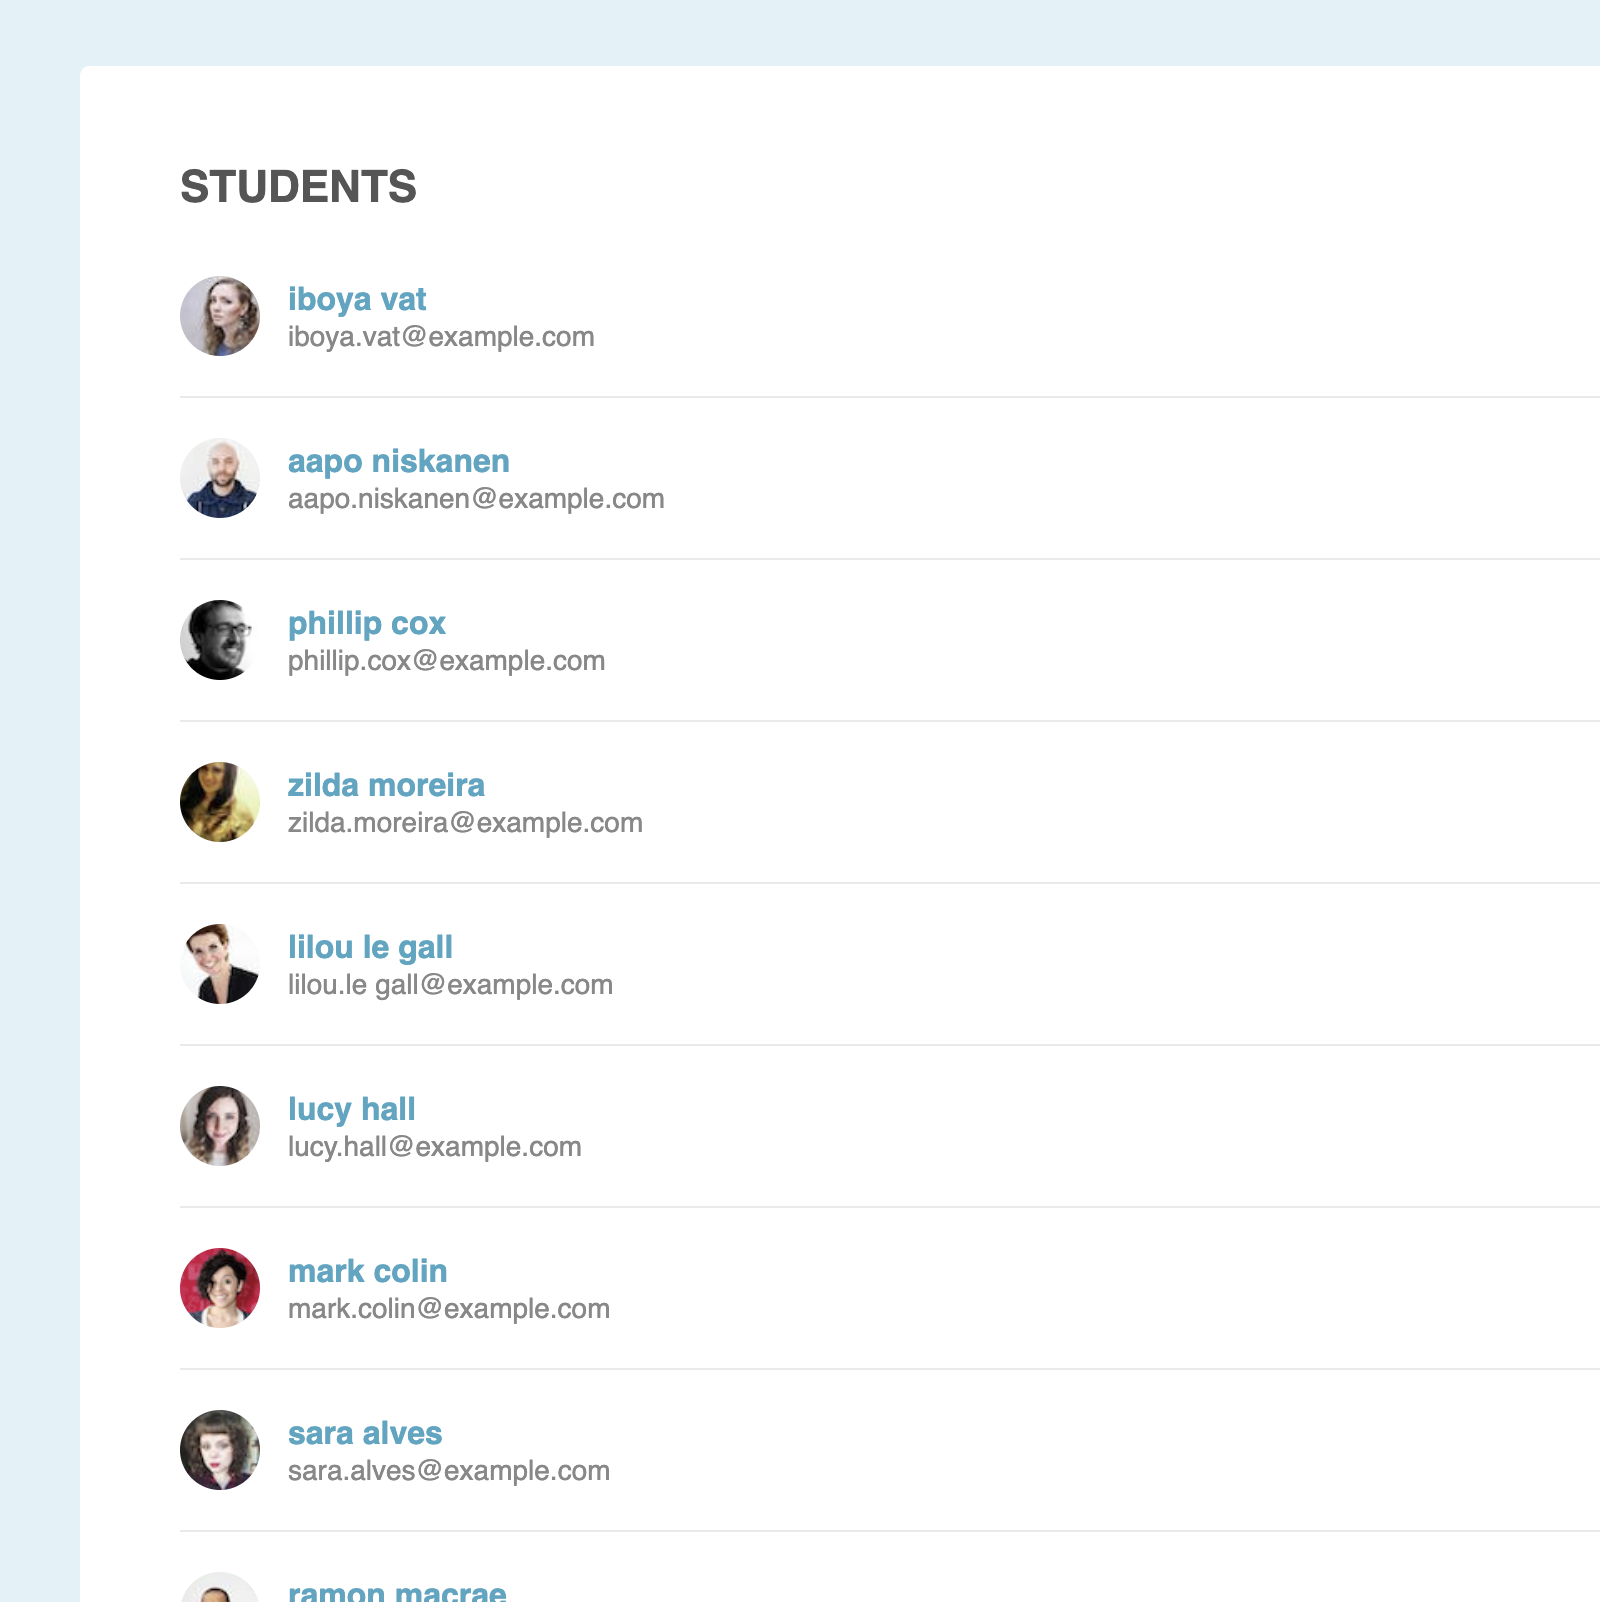 STUDENTS
iboya vat
iboya.vat@example.com
aapo niskanen
aapo.niskanen@example.com
phillip cox
phillip.cox@example.com
zilda moreira
zilda.moreira@example.com
lilou le gall
lilou.le gall@example.com
lucy hall
lucy.hall@example.com
mark colin
mark.colin@example.com
sara alves
sara.alves@example.com
ramon macrae